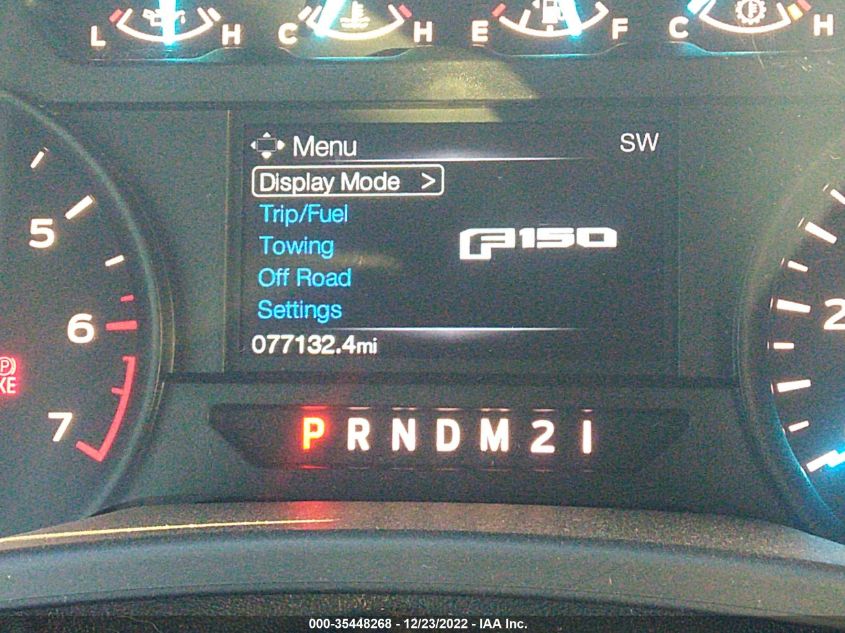 L H C H E F C H
Menu SW
Display Mode >
Trip/Fuel
F150
Towing
Off Road
Settings
077132.4mi
5
6
7
2
P R N D M 2 1
000-35448268 - 12/23/2022 - IAA Inc.